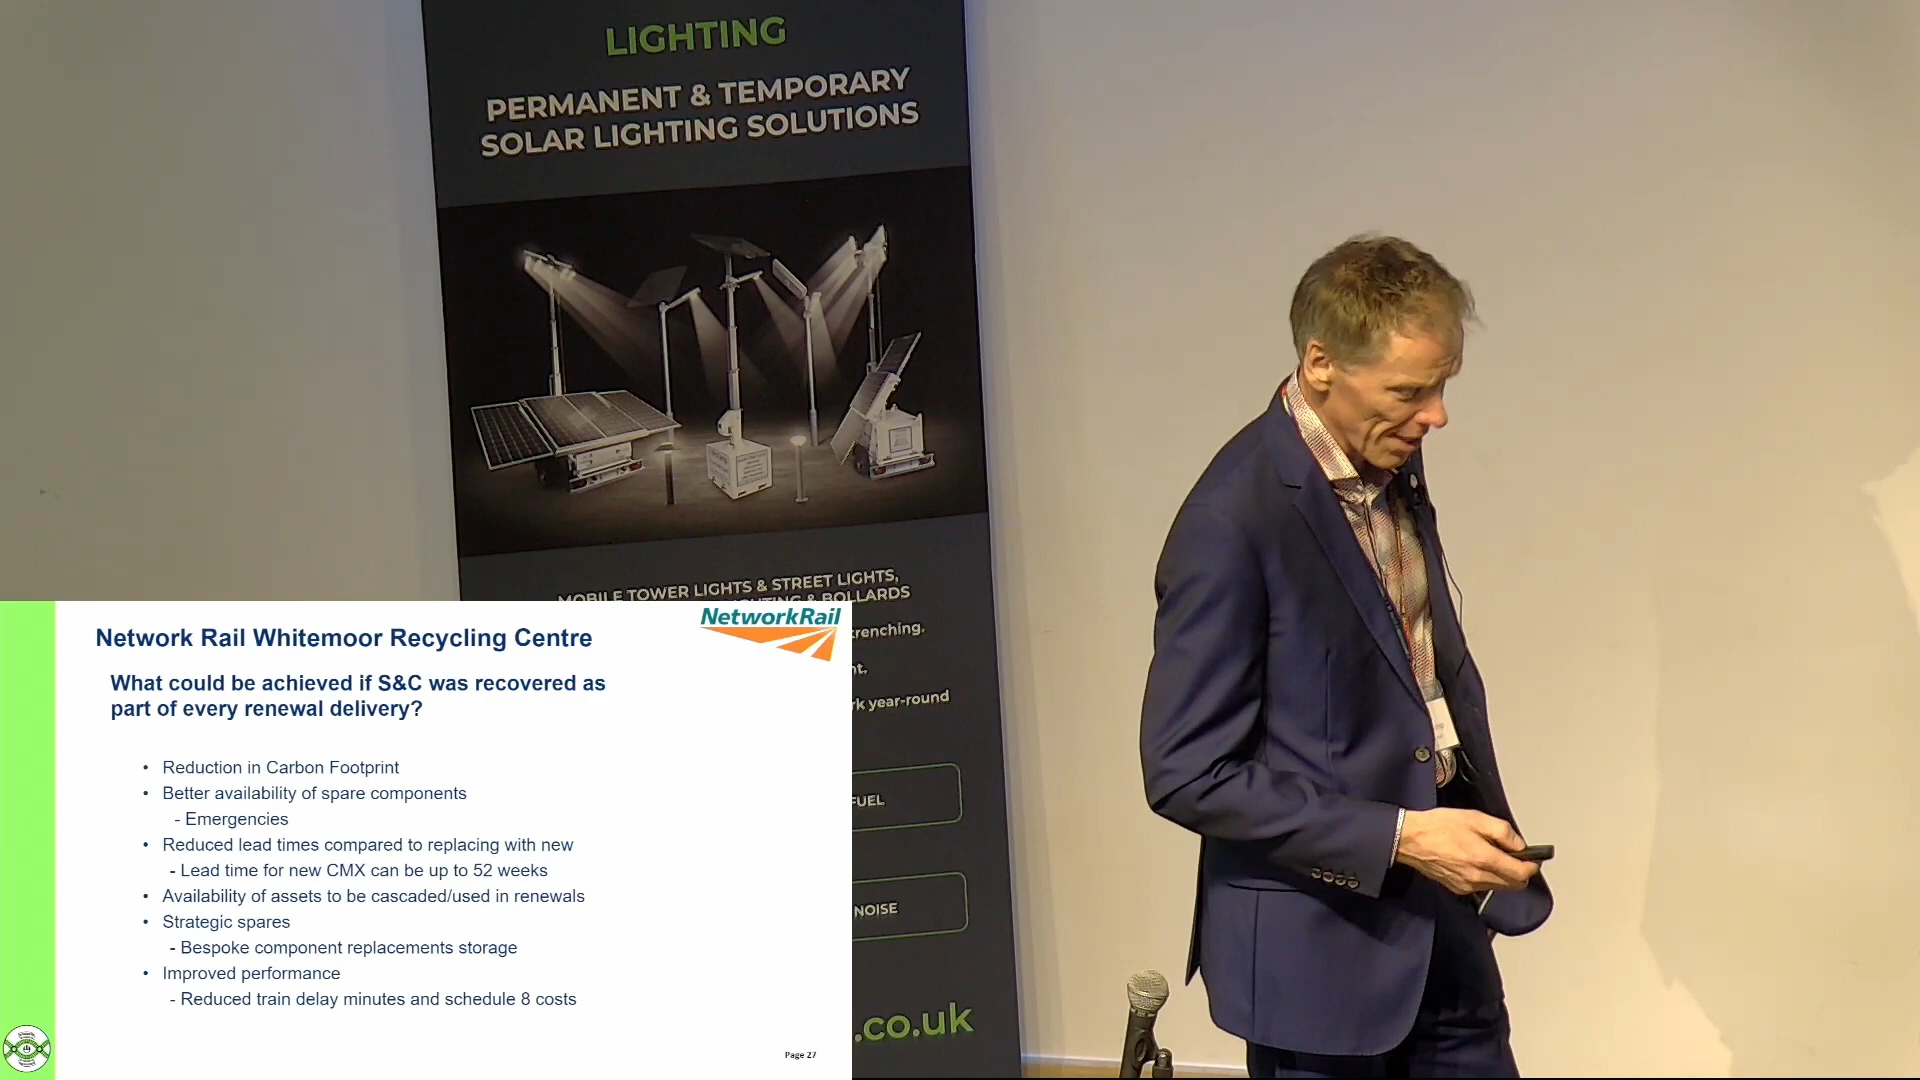 LIGHTING
PERMANENT & TEMPORARY
SOLAR LIGHTING SOLUTIONS
MOBILE TOWER LIGHTS & STREET LIGHTS,
& BOLLARDS
trenching.
rk year-round
FUEL
NOISE
.co.uk
NetworkRail
Network Rail Whitemoor Recycling Centre
What could be achieved if S&C was recovered as
part of every renewal delivery?
• Reduction in Carbon Footprint
• Better availability of spare components
- Emergencies
• Reduced lead times compared to replacing with new
- Lead time for new CMX can be up to 52 weeks
• Availability of assets to be cascaded/used in renewals
• Strategic spares
- Bespoke component replacements storage
• Improved performance
- Reduced train delay minutes and schedule 8 costs
Page 27